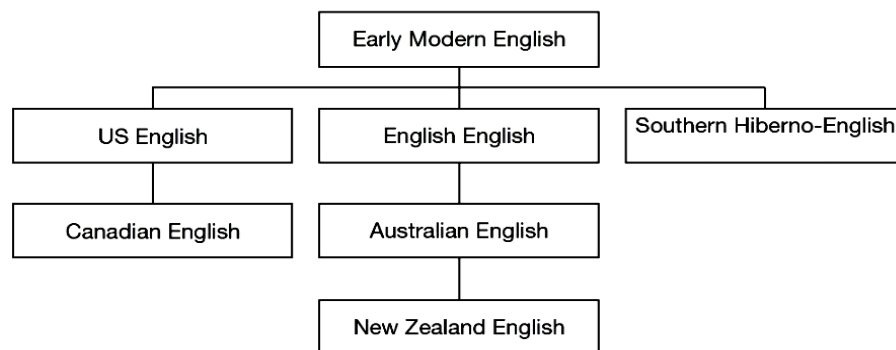 Early Modern English
US English
English English
Southern Hiberno-English
Canadian English
Australian English
New Zealand English